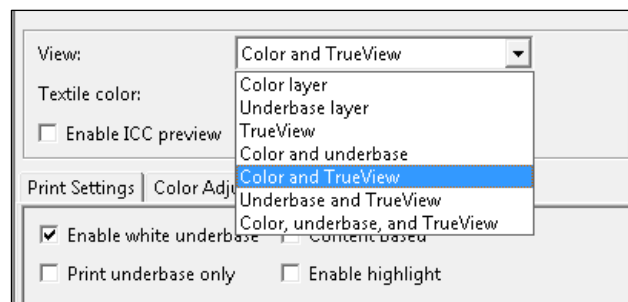 View: Color and TrueView
Color layer
Textile color:
Underbase layer
Enable ICC preview TrueView
Color and underbase
Color and TrueView
Print Settings Color Adju
Underbase and TrueView
Color, underbase, and TrueView
Enable white underbase Content based
Print underbase only Enable highlight